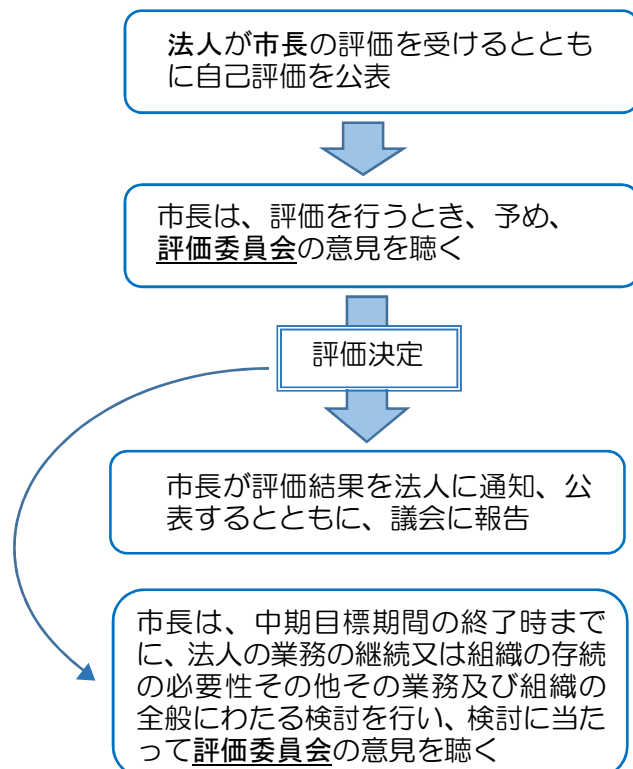 法人が市長の評価を受けるととも
に自己評価を公表
市長は、評価を行うとき、予め、
評価委員会の意見を聴く
評価決定
市長が評価結果を法人に通知、公
表するとともに、議会に報告
市長は、中期目標期間の終了時まで
に、法人の業務の継続又は組織の存続
の必要性その他その業務及び組織の
全般にわたる検討を行い、検討に当た
って評価委員会の意見を聴く